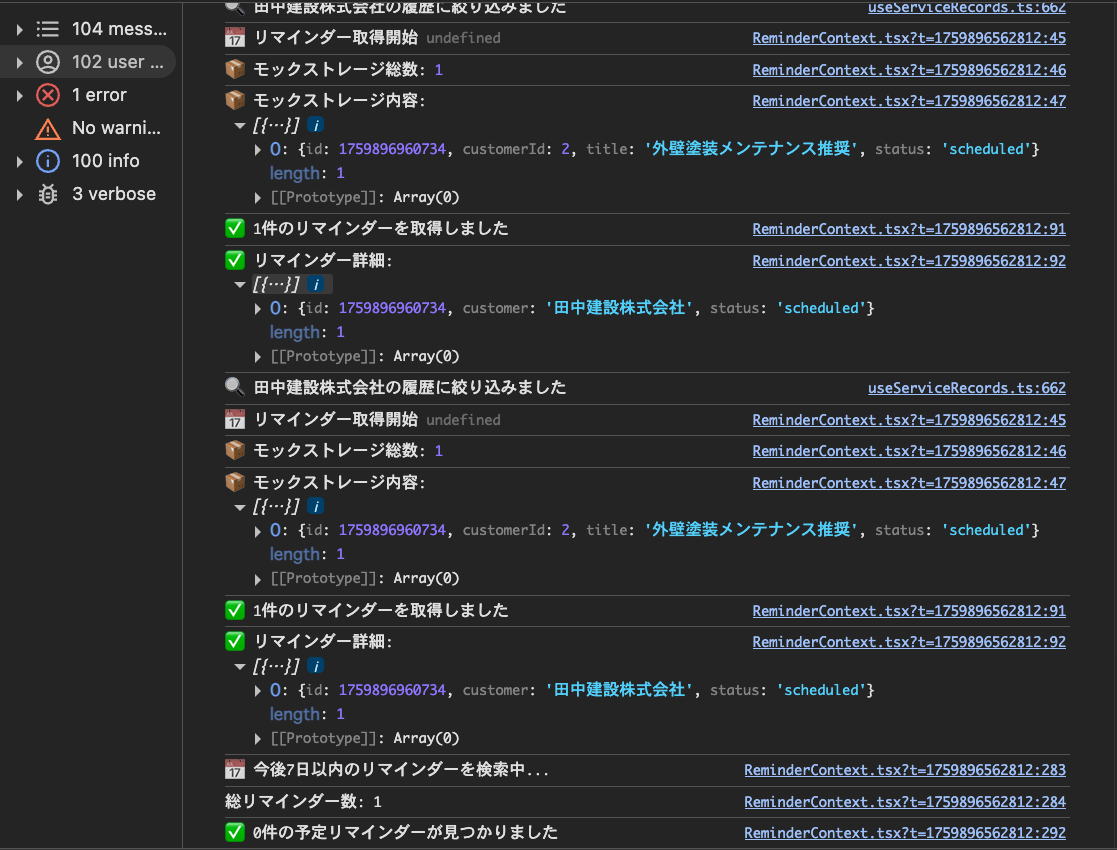 104 mess...
102 user ...
1 error
No warni...
100 info
3 verbose
田中建設株式会社の履歴に絞り込みました useServiceRecords.ts:662
リマインダー取得開始 undefined ReminderContext.tsx?t=1759896562812:45
モックストレージ総数: 1 ReminderContext.tsx?t=1759896562812:46
モックストレージ内容: ReminderContext.tsx?t=1759896562812:47
[{…}] i
0: {id: 1759896960734, customerId: 2, title: '外壁塗装メンテナンス推奨', status: 'scheduled'}
length: 1
[[Prototype]]: Array(0)
1件のリマインダーを取得しました ReminderContext.tsx?t=1759896562812:91
リマインダー詳細: ReminderContext.tsx?t=1759896562812:92
[{…}] i
0: {id: 1759896960734, customer: '田中建設株式会社', status: 'scheduled'}
length: 1
[[Prototype]]: Array(0)
田中建設株式会社の履歴に絞り込みました useServiceRecords.ts:662
リマインダー取得開始 undefined ReminderContext.tsx?t=1759896562812:45
モックストレージ総数: 1 ReminderContext.tsx?t=1759896562812:46
モックストレージ内容: ReminderContext.tsx?t=1759896562812:47
[{…}] i
0: {id: 1759896960734, customerId: 2, title: '外壁塗装メンテナンス推奨', status: 'scheduled'}
length: 1
[[Prototype]]: Array(0)
1件のリマインダーを取得しました ReminderContext.tsx?t=1759896562812:91
リマインダー詳細: ReminderContext.tsx?t=1759896562812:92
[{…}] i
0: {id: 1759896960734, customer: '田中建設株式会社', status: 'scheduled'}
length: 1
[[Prototype]]: Array(0)
今後7日以内のリマインダーを検索中... ReminderContext.tsx?t=1759896562812:283
総リマインダー数: 1 ReminderContext.tsx?t=1759896562812:284
0件の予定リマインダーが見つかりました ReminderContext.tsx?t=1759896562812:292